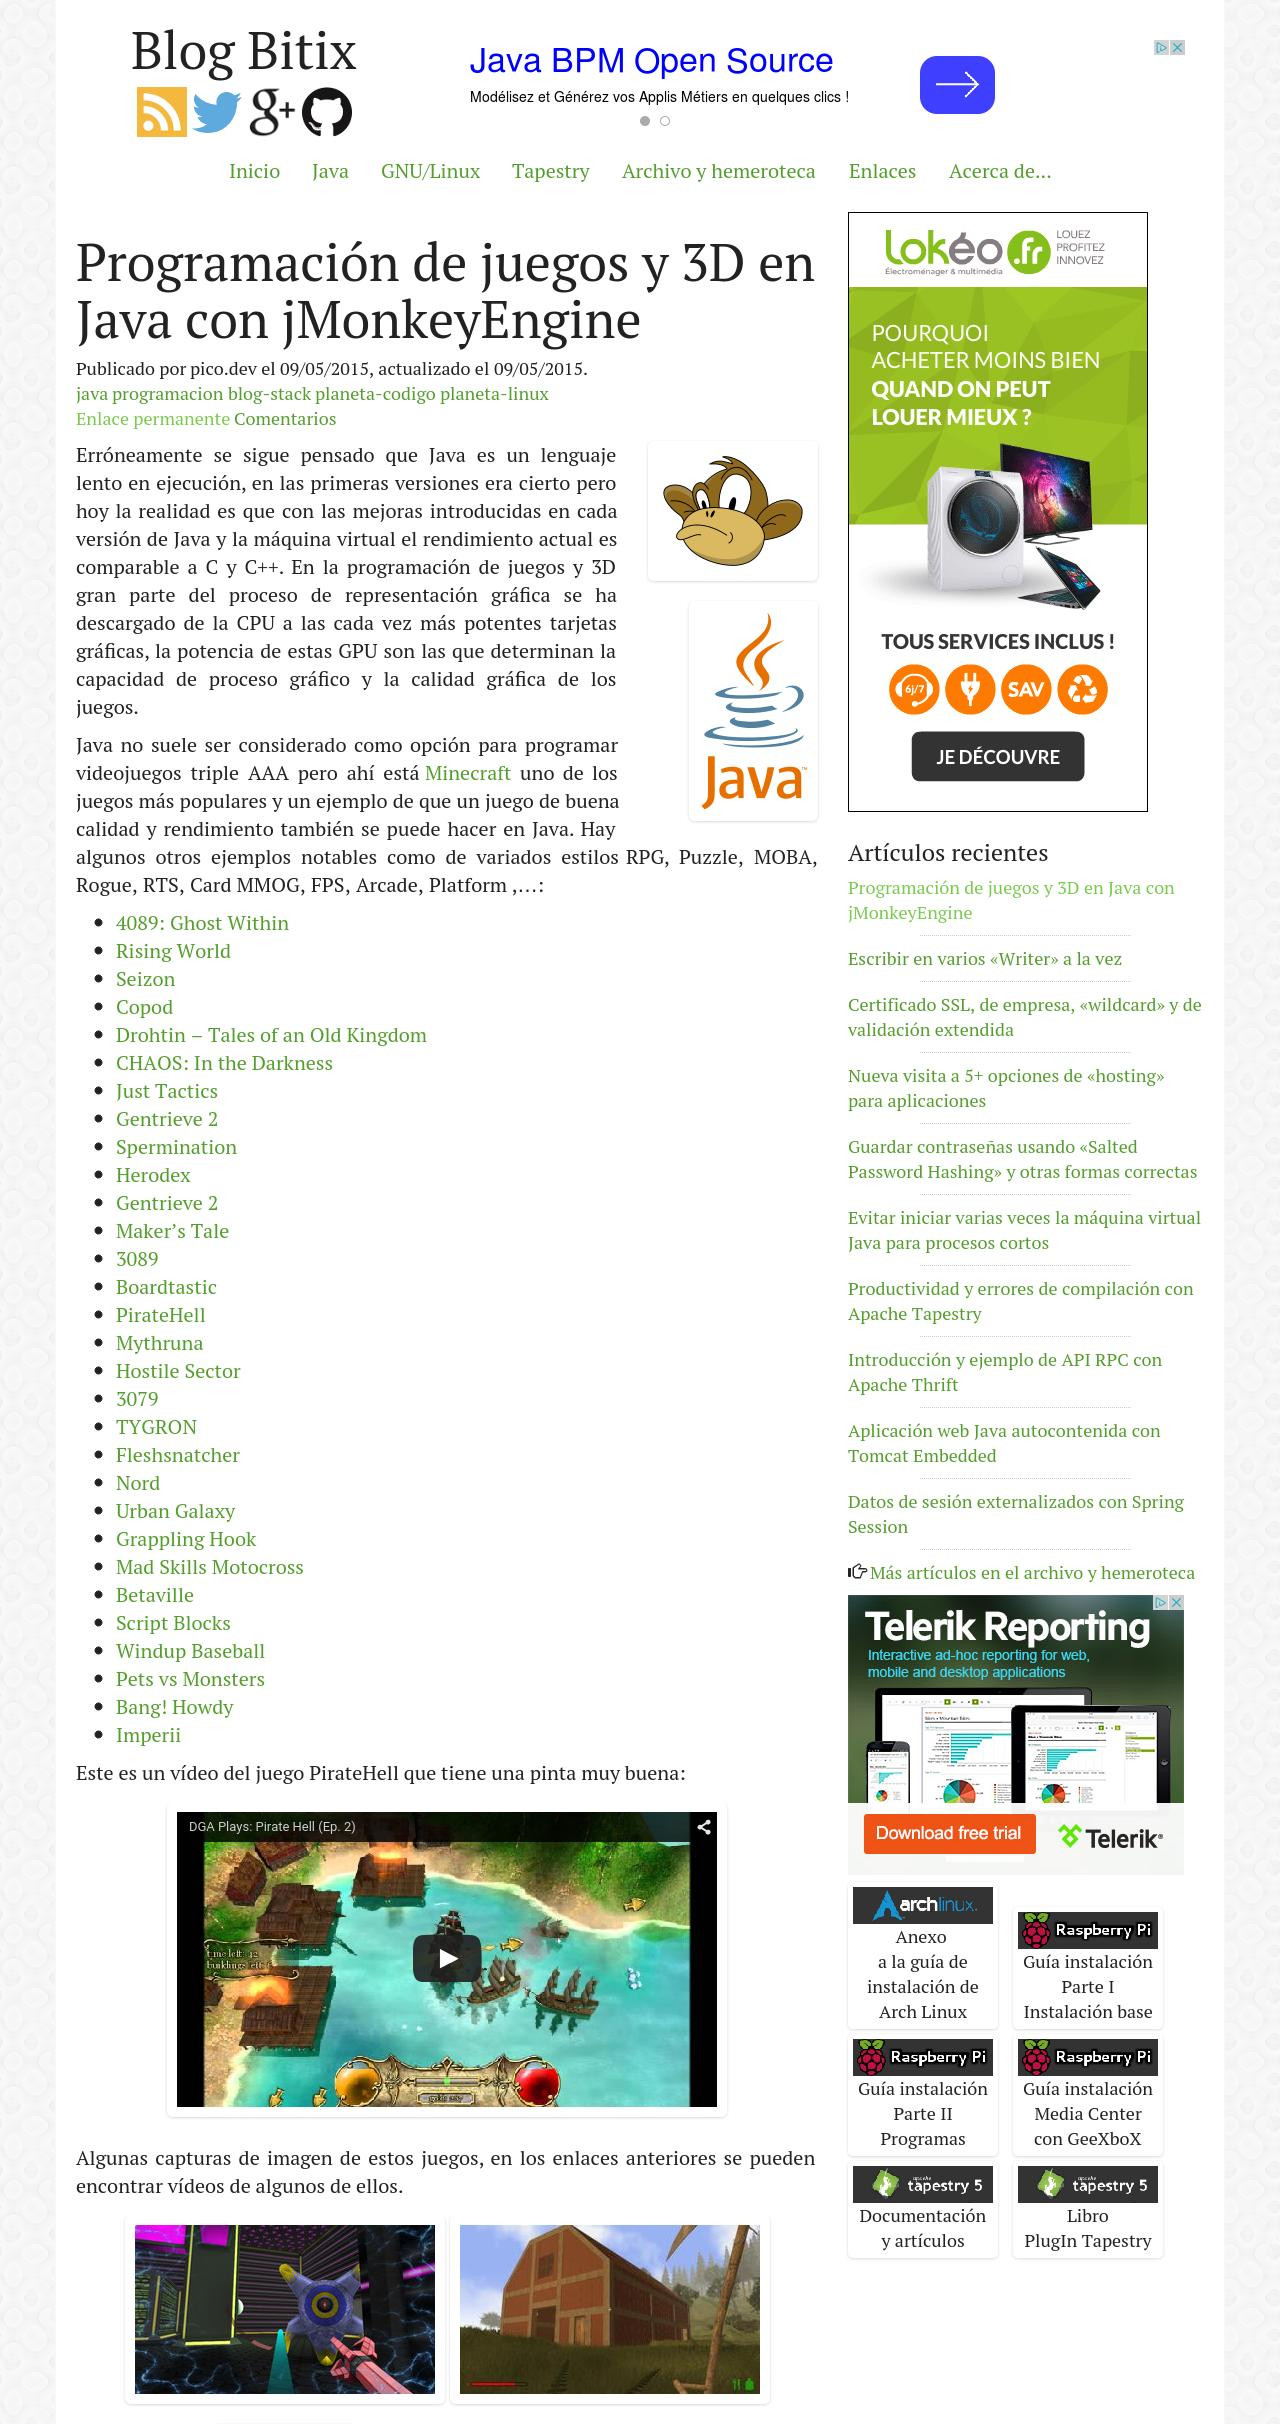 Blog Bitix
Java BPM Open Source
Modélisez et Générez vos Applis Métiers en quelques clics !
Inicio Java GNU/Linux Tapestry Archivo y hemeroteca Enlaces Acerca de...
Programación de juegos y 3D en
Java con jMonkeyEngine
Publicado por pico.dev el 09/05/2015, actualizado el 09/05/2015.
java programacion blog-stack planeta-codigo planeta-linux
Enlace permanente Comentarios
Erróneamente se sigue pensado que Java es un lenguaje
lento en ejecución, en las primeras versiones era cierto pero
hoy la realidad es que con las mejoras introducidas en cada
versión de Java y la máquina virtual el rendimiento actual es
comparable a C y C++. En la programación de juegos y 3D
gran parte del proceso de representación gráfica se ha
descargado de la CPU a las cada vez más potentes tarjetas
gráficas, la potencia de estas GPU son las que determinan la
capacidad de proceso gráfico y la calidad gráfica de los
juegos.
Java
Java no suele ser considerado como opción para programar
videojuegos triple AAA pero ahí está Minecraft uno de los
juegos más populares y un ejemplo de que un juego de buena
calidad y rendimiento también se puede hacer en Java. Hay
algunos otros ejemplos notables como de variados estilos RPG, Puzzle, MOBA,
Rogue, RTS, Card MMOG, FPS, Arcade, Platform ,…:
4089: Ghost Within
Rising World
Seizon
Copod
Drohtin – Tales of an Old Kingdom
CHAOS: In the Darkness
Just Tactics
Gentrieve 2
Spermination
Herodex
Gentrieve 2
Maker’s Tale
3089
Boardtastic
PirateHell
Mythruna
Hostile Sector
3079
TYGRON
Fleshsnatcher
Nord
Urban Galaxy
Grappling Hook
Mad Skills Motocross
Betaville
Script Blocks
Windup Baseball
Pets vs Monsters
Bang! Howdy
Imperii
Este es un vídeo del juego PirateHell que tiene una pinta muy buena:
DGA Plays: Pirate Hell (Ep. 2)
time left: 12
Algunas capturas de imagen de estos juegos, en los enlaces anteriores se pueden
encontrar vídeos de algunos de ellos.
lokéo.fr
Électroménager & multimédia
LOUEZ
PROFITEZ
INNOVEZ
POURQUOI
ACHETER MOINS BIEN
QUAND ON PEUT
LOUER MIEUX ?
TOUS SERVICES INCLUS !
6j/7
SAV
JE DÉCOUVRE
Artículos recientes
Programación de juegos y 3D en Java con
jMonkeyEngine
Escribir en varios «Writer» a la vez
Certificado SSL, de empresa, «wildcard» y de
validación extendida
Nueva visita a 5+ opciones de «hosting»
para aplicaciones
Guardar contraseñas usando «Salted
Password Hashing» y otras formas correctas
Evitar iniciar varias veces la máquina virtual
Java para procesos cortos
Productividad y errores de compilación con
Apache Tapestry
Introducción y ejemplo de API RPC con
Apache Thrift
Aplicación web Java autocontenida con
Tomcat Embedded
Datos de sesión externalizados con Spring
Session
Más artículos en el archivo y hemeroteca
Telerik Reporting
Interactive ad-hoc reporting for web,
mobile and desktop applications
Download free trial
Telerik
archlinux.
Anexo
a la guía de
instalación de
Arch Linux
Raspberry Pi
Guía instalación
Parte I
Instalación base
Raspberry Pi
Guía instalación
Parte II
Programas
Raspberry Pi
Guía instalación
Media Center
con GeeXboX
apache
tapestry 5
Documentación
y artículos
apache
tapestry 5
Libro
PlugIn Tapestry